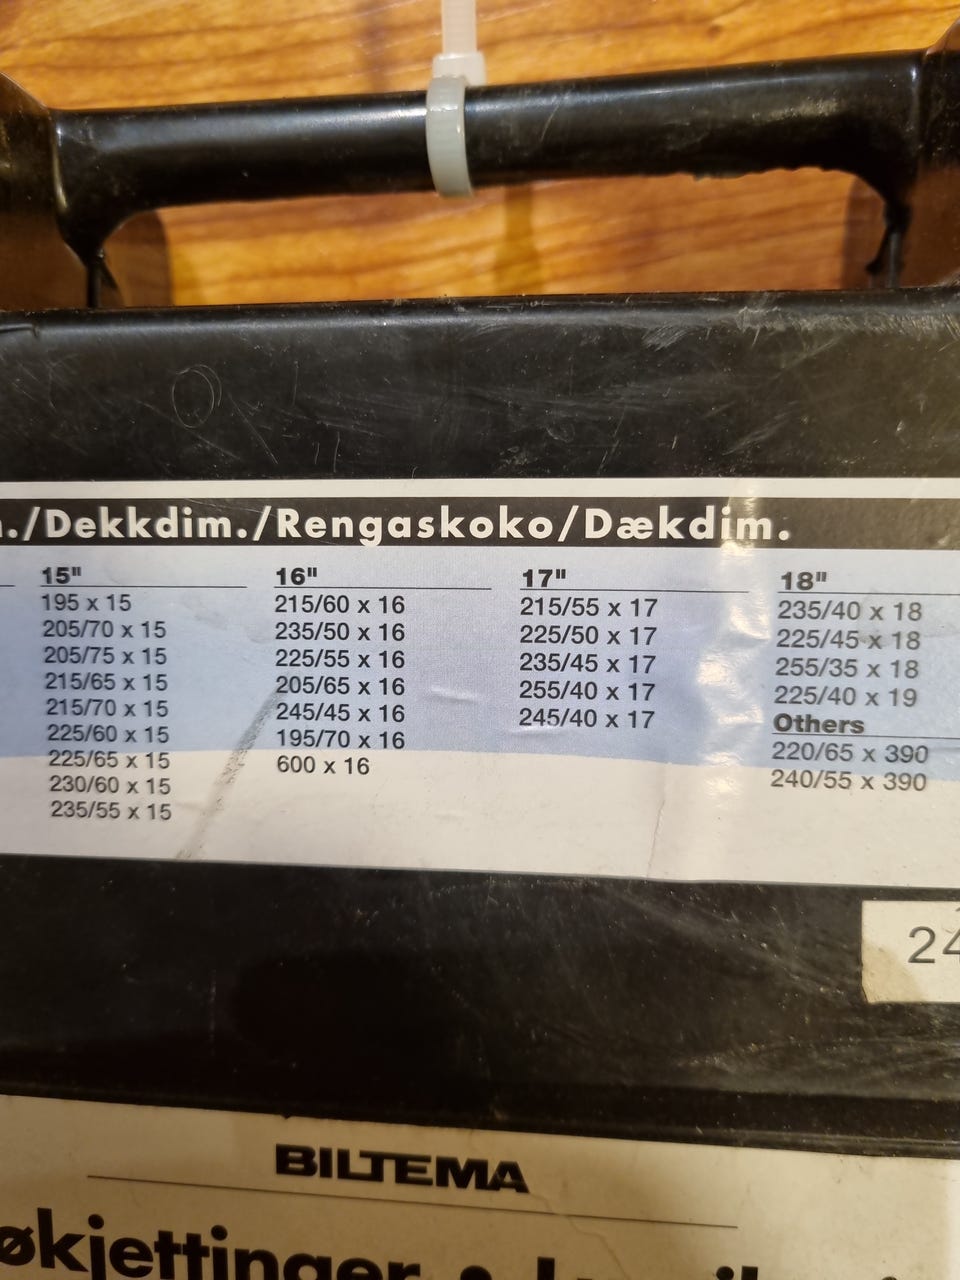 ./Dekkdim./Rengaskoko/Dækdim.
15"
195 x 15
205/70 x 15
205/75 x 15
215/65 x 15
215/70 x 15
225/60 x 15
225/65 x 15
230/60 x 15
235/55 x 15
16"
215/60 x 16
235/50 x 16
225/55 x 16
205/65 x 16
245/45 x 16
195/70 x 16
600 x 16
17"
215/55 x 17
225/50 x 17
235/45 x 17
255/40 x 17
245/40 x 17
18"
235/40 x 18
225/45 x 18
255/35 x 18
225/40 x 19
Others
220/65 x 390
240/55 x 390
24
BILTEMA
økjettinger